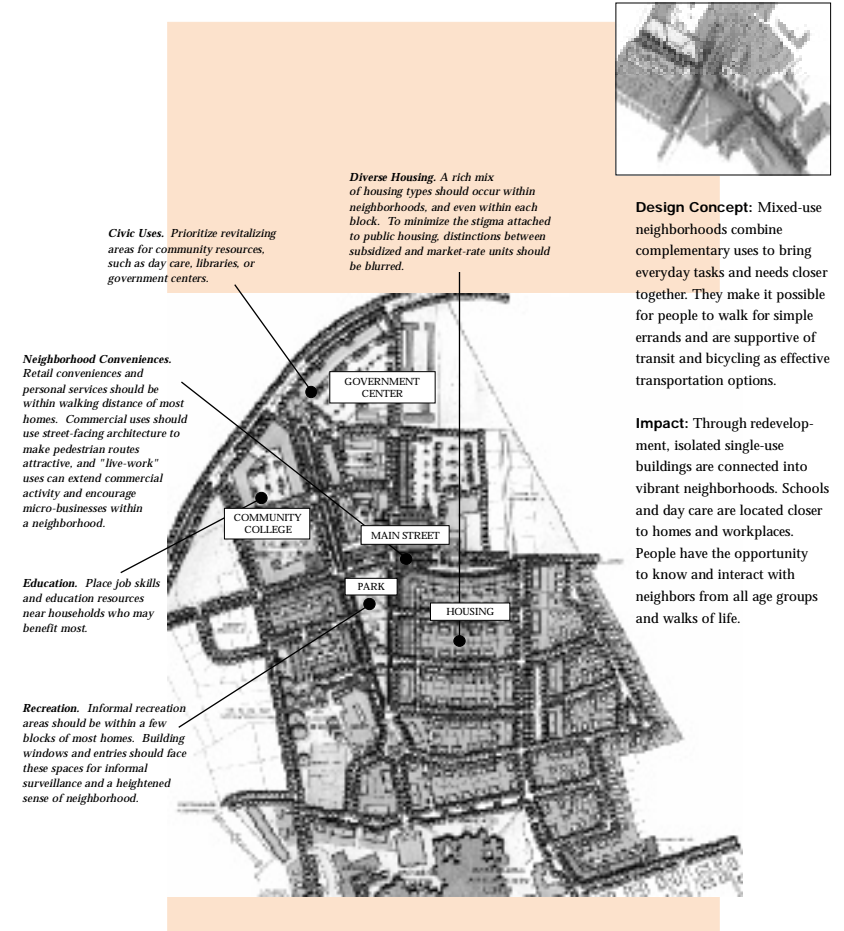 Diverse Housing. A rich mix
of housing types should occur within
neighborhoods, and even within each
block. To minimize the stigma attached
to public housing, distinctions between
subsidized and market-rate units should
be blurred.
Civic Uses. Prioritize revitalizing
areas for community resources,
such as day care, libraries, or
government centers.
Neighborhood Conveniences.
Retail conveniences and
personal services should be
within walking distance of most
homes. Commercial uses should
use street-facing architecture to
make pedestrian routes
attractive, and "live-work"
uses can extend commercial
activity and encourage
micro-businesses within
a neighborhood.
Education. Place job skills
and education resources
near households who may
benefit most.
Recreation. Informal recreation
areas should be within a few
blocks of most homes. Building
windows and entries should face
these spaces for informal
surveillance and a heightened
sense of neighborhood.
GOVERNMENT
CENTER
COMMUNITY
COLLEGE
MAIN STREET
PARK
HOUSING
Design Concept: Mixed-use
neighborhoods combine
complementary uses to bring
everyday tasks and needs closer
together. They make it possible
for people to walk for simple
errands and are supportive of
transit and bicycling as effective
transportation options.
Impact: Through redevelop-
ment, isolated single-use
buildings are connected into
vibrant neighborhoods. Schools
and day care are located closer
to homes and workplaces.
People have the opportunity
to know and interact with
neighbors from all age groups
and walks of life.